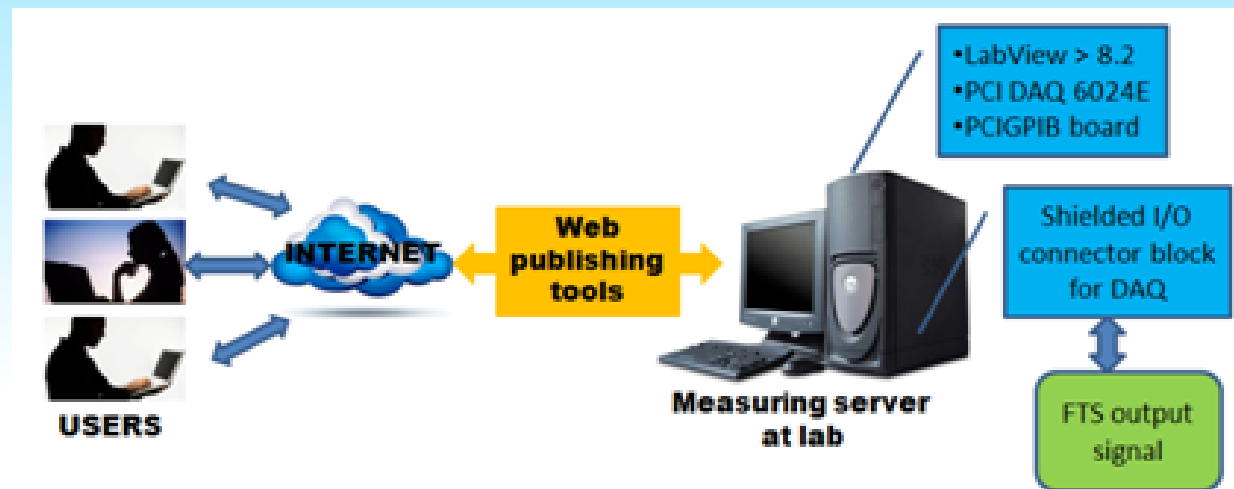 •LabView > 8.2
•PCI DAQ 6024E
•PCIGPIB board
INTERNET
Web
publishing
tools
Shielded I/O
connector block
for DAQ
USERS
Measuring server
at lab
FTS output
signal